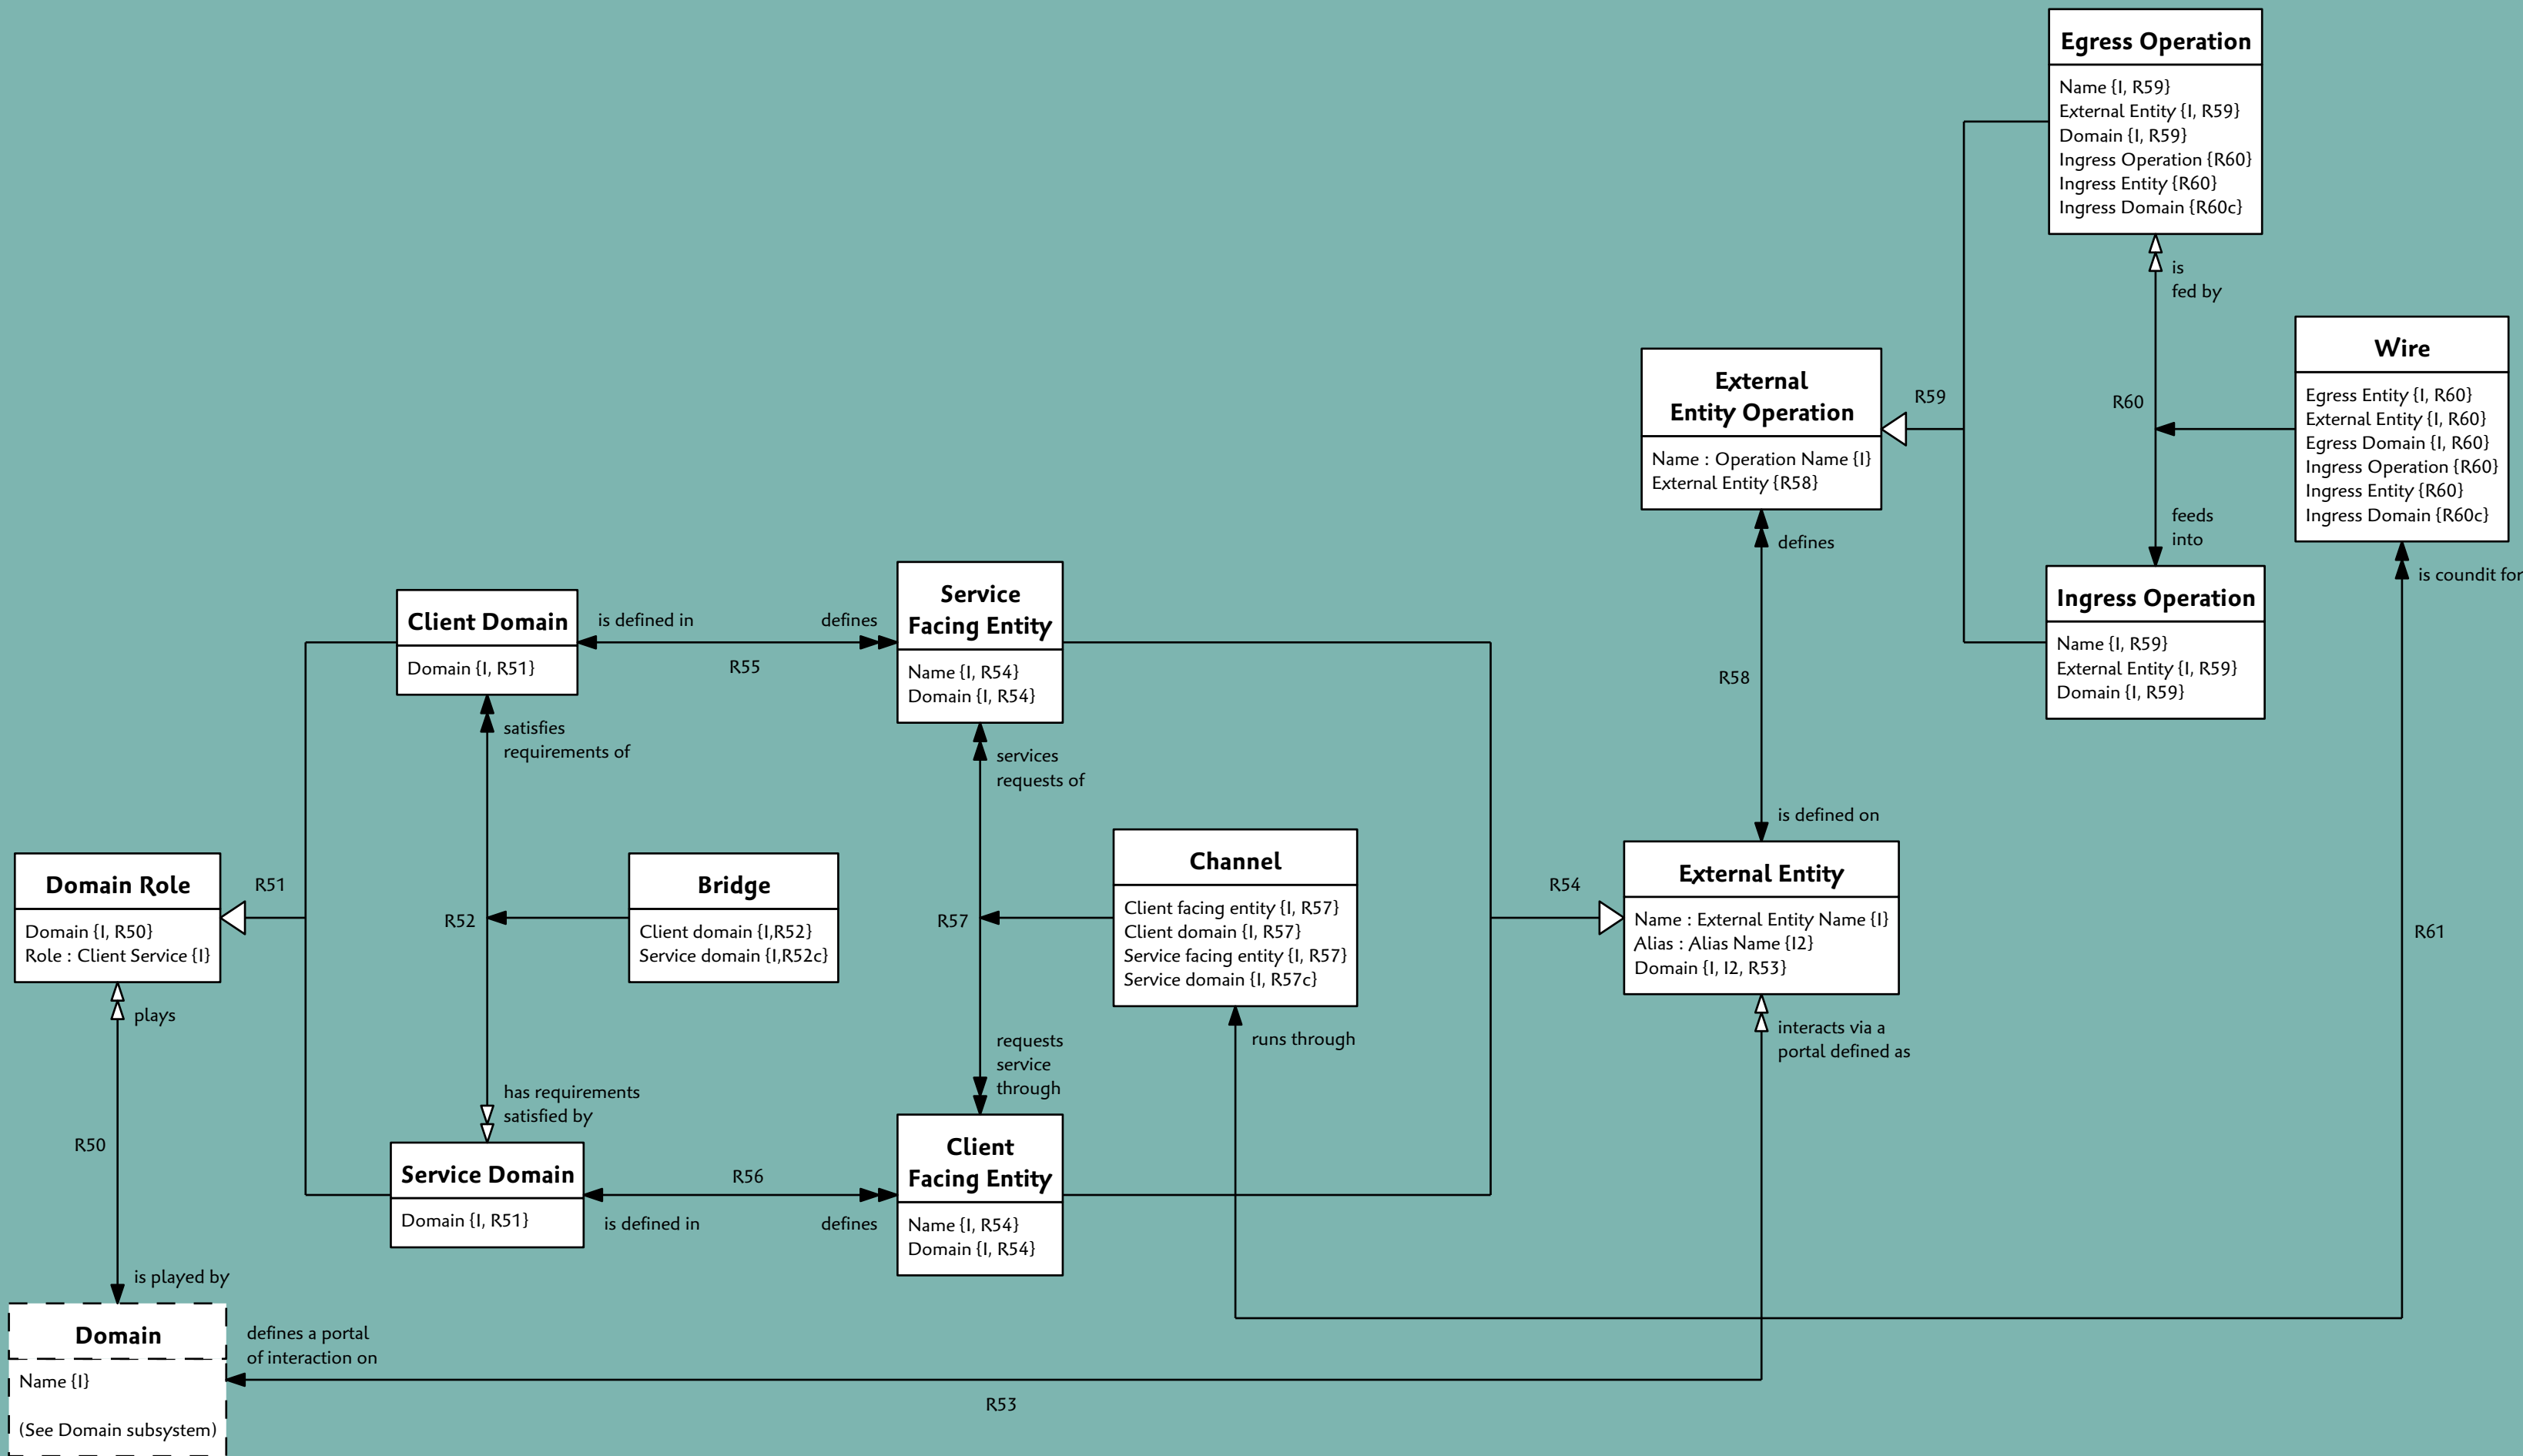 Egress Operation
Name {I, R59}
External Entity {I, R59}
Domain {I, R59}
Ingress Operation {R60}
Ingress Entity {R60}
Ingress Domain {R60c}
is
fed by
Wire
Egress Entity {I, R60}
External Entity {I, R60}
Egress Domain {I, R60}
Ingress Operation {R60}
Ingress Entity {R60}
Ingress Domain {R60c}
External
Entity Operation
Name : Operation Name {I}
External Entity {R58}
R59
R60
feeds
into
is coundit for
defines
Ingress Operation
Name {I, R59}
External Entity {I, R59}
Domain {I, R59}
Client Domain
Domain {I, R51}
is defined in
defines
R55
Service
Facing Entity
Name {I, R54}
Domain {I, R54}
R58
satisfies
requirements of
services
requests of
is defined on
Domain Role
Domain {I, R50}
Role : Client Service {I}
R51
R52
Bridge
Client domain {I,R52}
Service domain {I,R52c}
R57
Channel
Client facing entity {I, R57}
Client domain {I, R57}
Service facing entity {I, R57}
Service domain {I, R57c}
R54
External Entity
Name : External Entity Name {I}
Alias : Alias Name {I2}
Domain {I, I2, R53}
R61
plays
runs through
interacts via a
portal defined as
requests
service
through
has requirements
satisfied by
R50
Service Domain
Domain {I, R51}
R56
is defined in
defines
Client
Facing Entity
Name {I, R54}
Domain {I, R54}
is played by
Domain
Name {I}
(See Domain subsystem)
defines a portal
of interaction on
R53